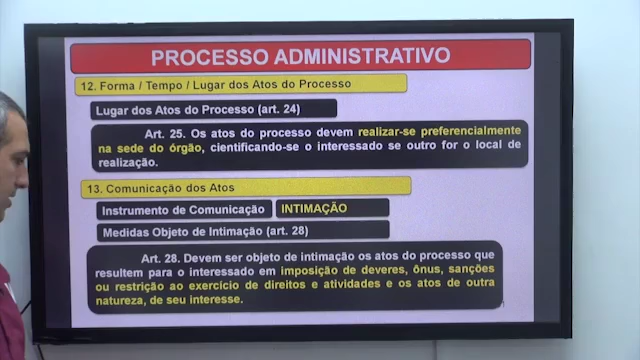 PROCESSO ADMINISTRATIVO
12. Forma / Tempo / Lugar dos Atos do Processo
Lugar dos Atos do Processo (art. 24)
Art. 25. Os atos do processo devem realizar-se preferencialmente
na sede do órgão, cientificando-se o interessado se outro for o local de
realização.
13. Comunicação dos Atos
Instrumento de Comunicação INTIMAÇÃO
Medidas Objeto de Intimação (art. 28)
Art. 28. Devem ser objeto de intimação os atos do processo que
resultem para o interessado em imposição de deveres, ônus, sanções
ou restrição ao exercício de direitos e atividades e os atos de outra
natureza, de seu interesse.